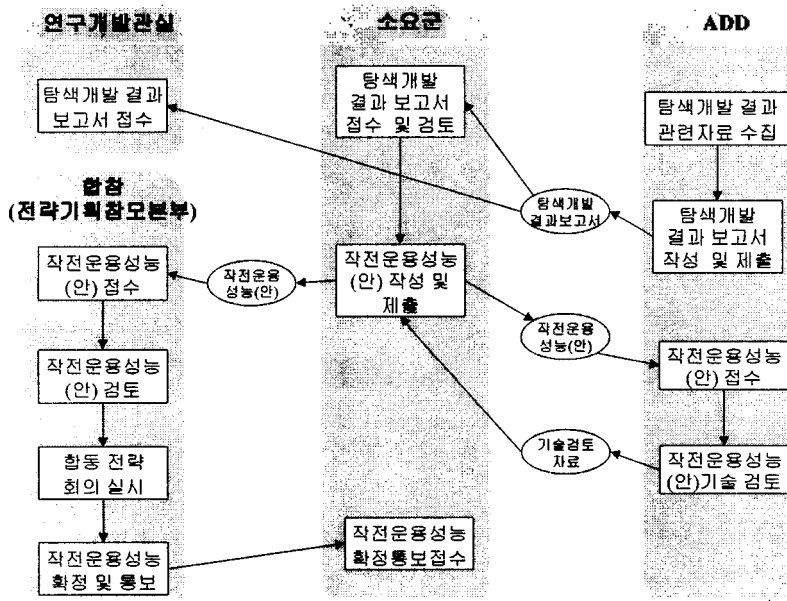 연구개발관실
소요군
ADD
탐색개발 결과
보고서 접수
탐색개발
결과 보고서
접수 및 검토
탐색개발 결과
관련자료 수집
탐색개발
결과보고서
탐색개발
결과 보고서
작성 및 제출
합참
(전략기획참모본부)
작전운용성능
(안) 접수
작전운용
성능(안)
작전운용성능
(안) 작성 및
제출
작전운용
성능(안)
작전운용성능
(안) 접수
작전운용성능
(안) 검토
기술검토
자료
작전운용성능
(안)기술 검토
합동 전략
회의 실시
작전운용성능
확정 및 통보
작전운용성능
확정통보접수